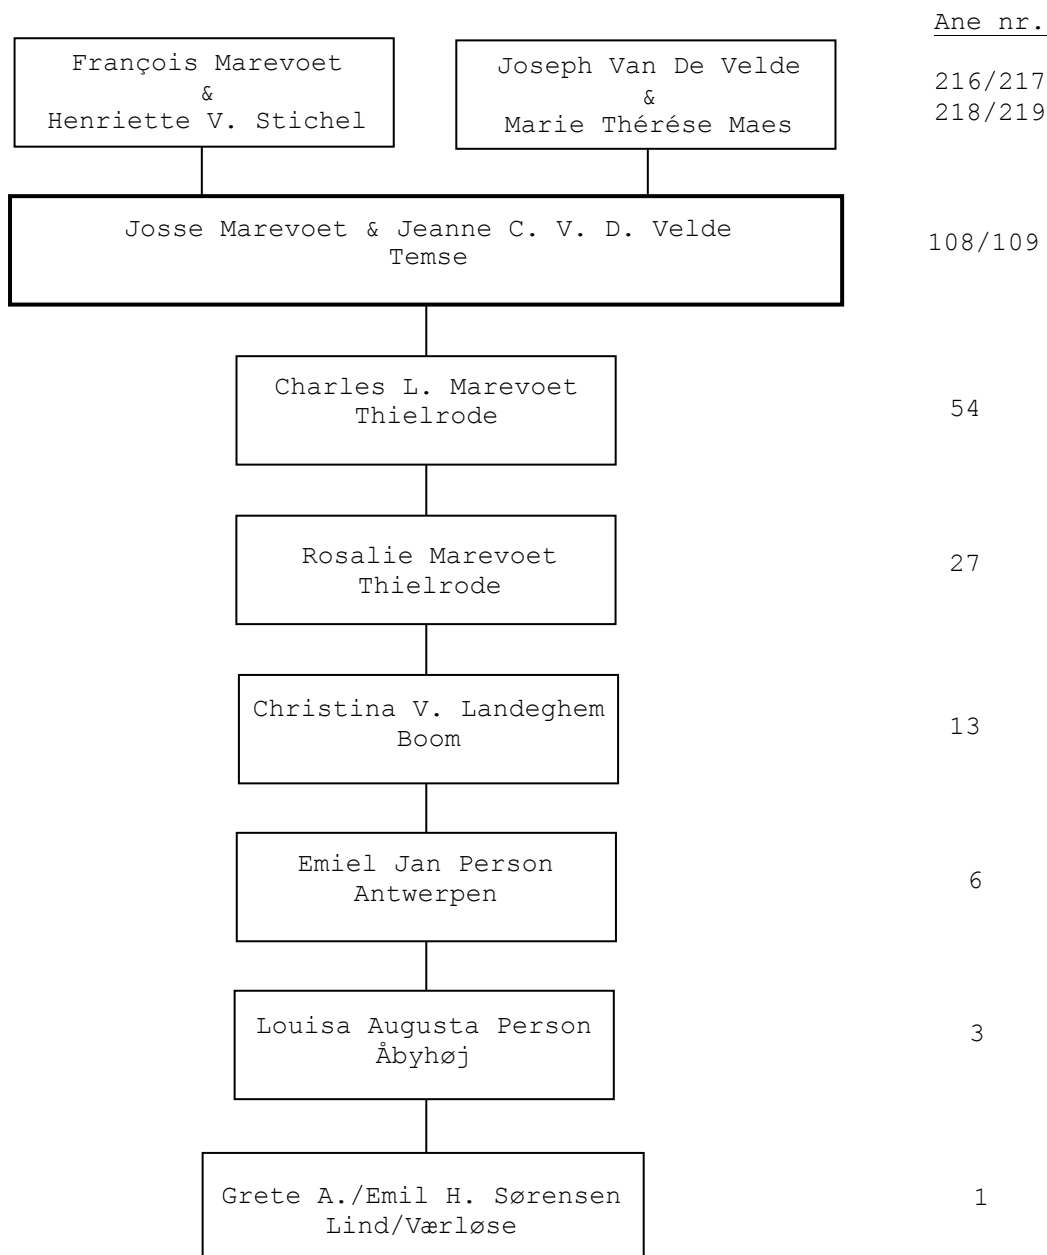 Ane nr.
François Marevoet
&
Henriette V. Stichel
Joseph Van De Velde
&
Marie Thérése Maes
216/217
218/219
Josse Marevoet & Jeanne C. V. D. Velde
Temse
108/109
Charles L. Marevoet
Thielrode
54
Rosalie Marevoet
Thielrode
27
Christina V. Landeghem
Boom
13
Emiel Jan Person
Antwerpen
6
Louisa Augusta Person
Åbyhøj
3
Grete A./Emil H. Sørensen
Lind/Værløse
1